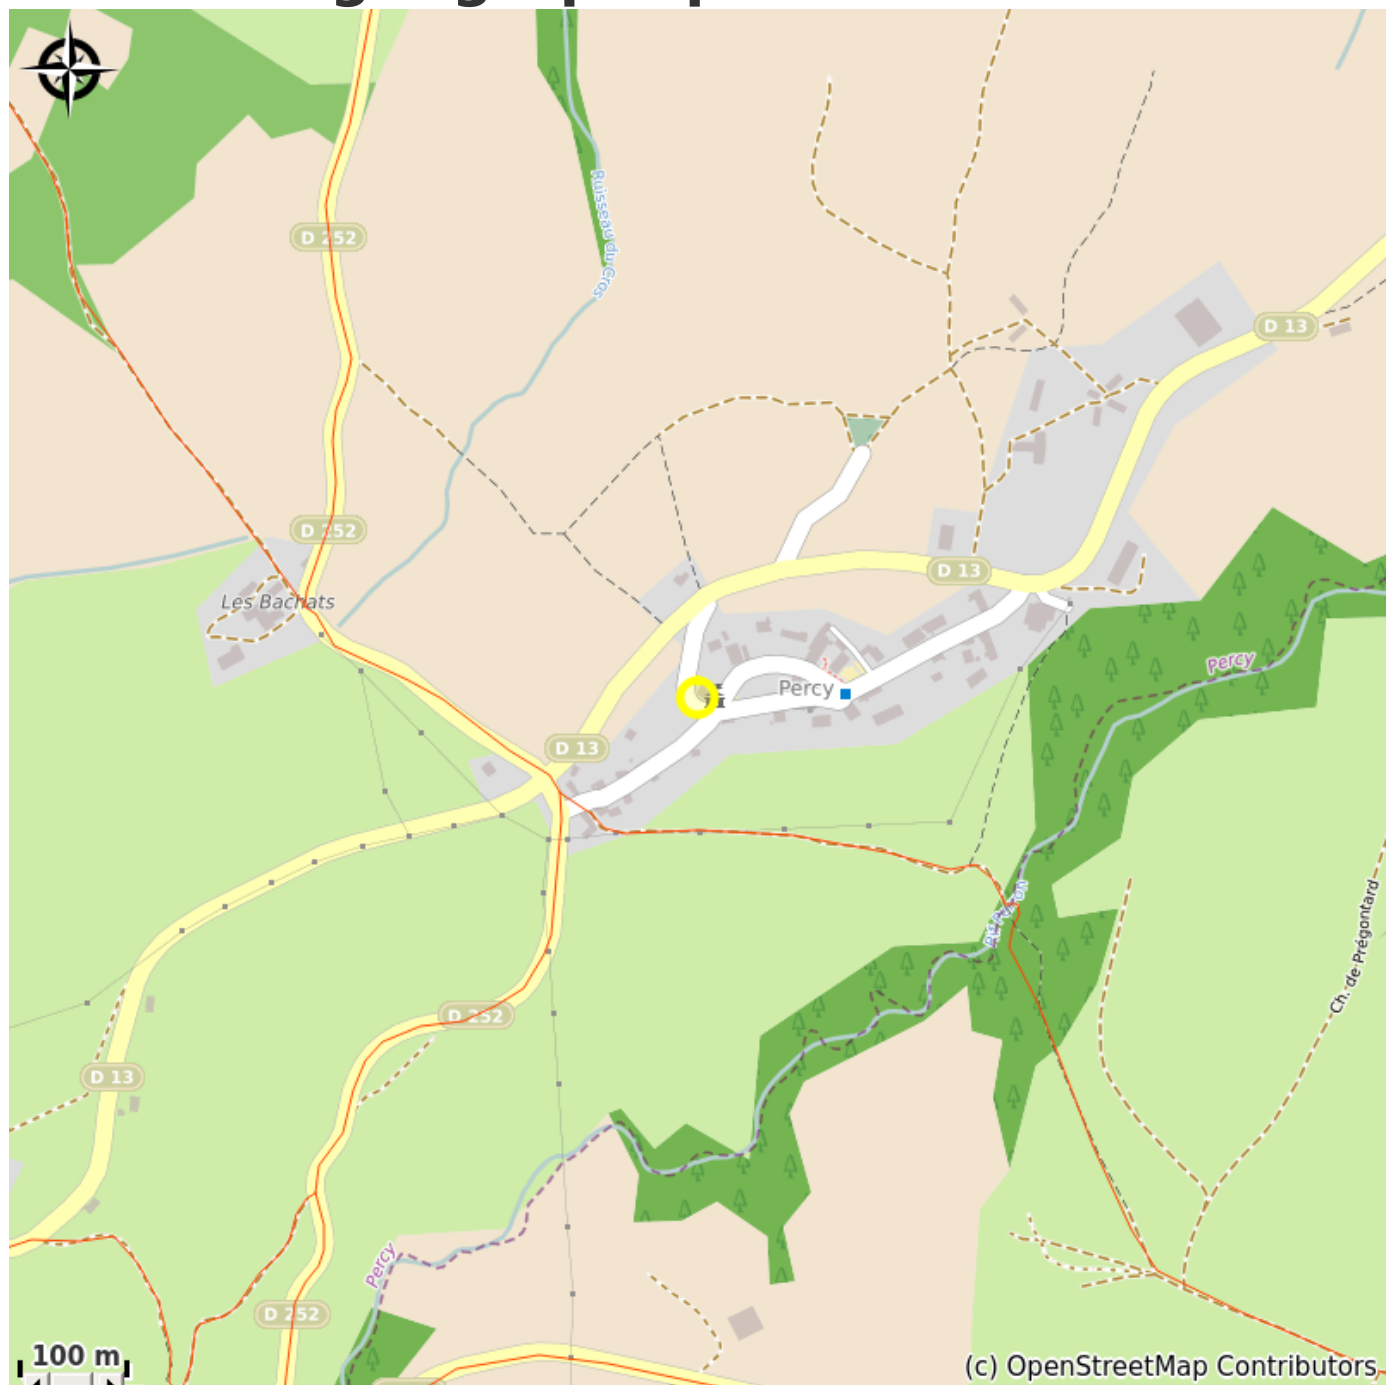 Ruisseau du Cros
D 252
D 13
D 252
D 13
Les Bachats
Percy
Percy
D 13
Ch. de Prégontard
D 252
D 13
Percy
D 252
100 m
(c) OpenStreetMap Contributors